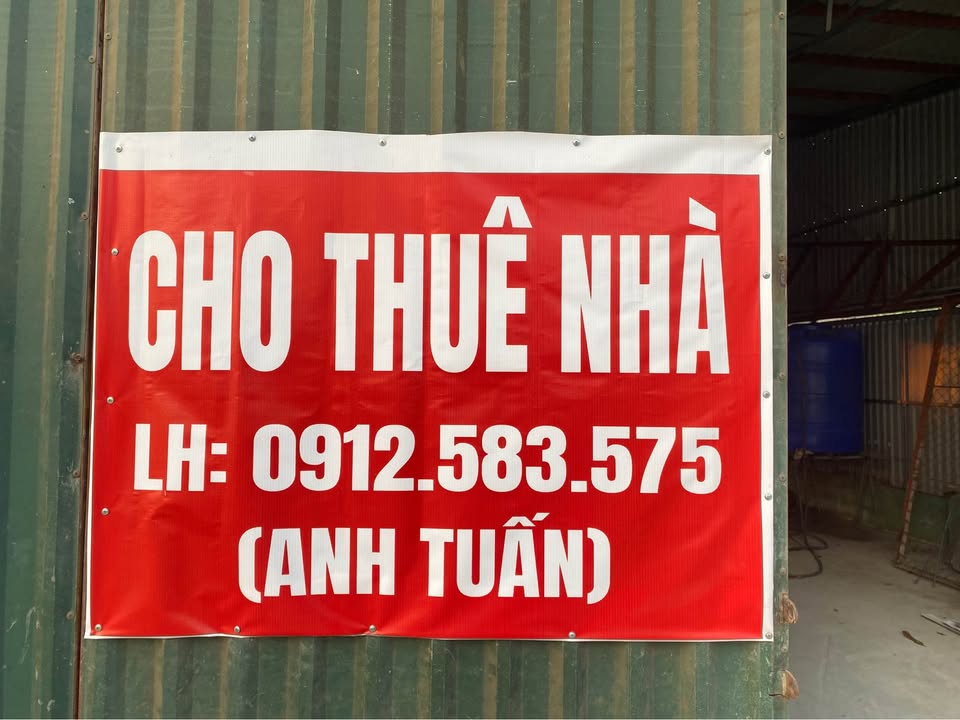 CHO THUÊ NHÀ
LH: 0912.583.575
(ANH TUẤN)